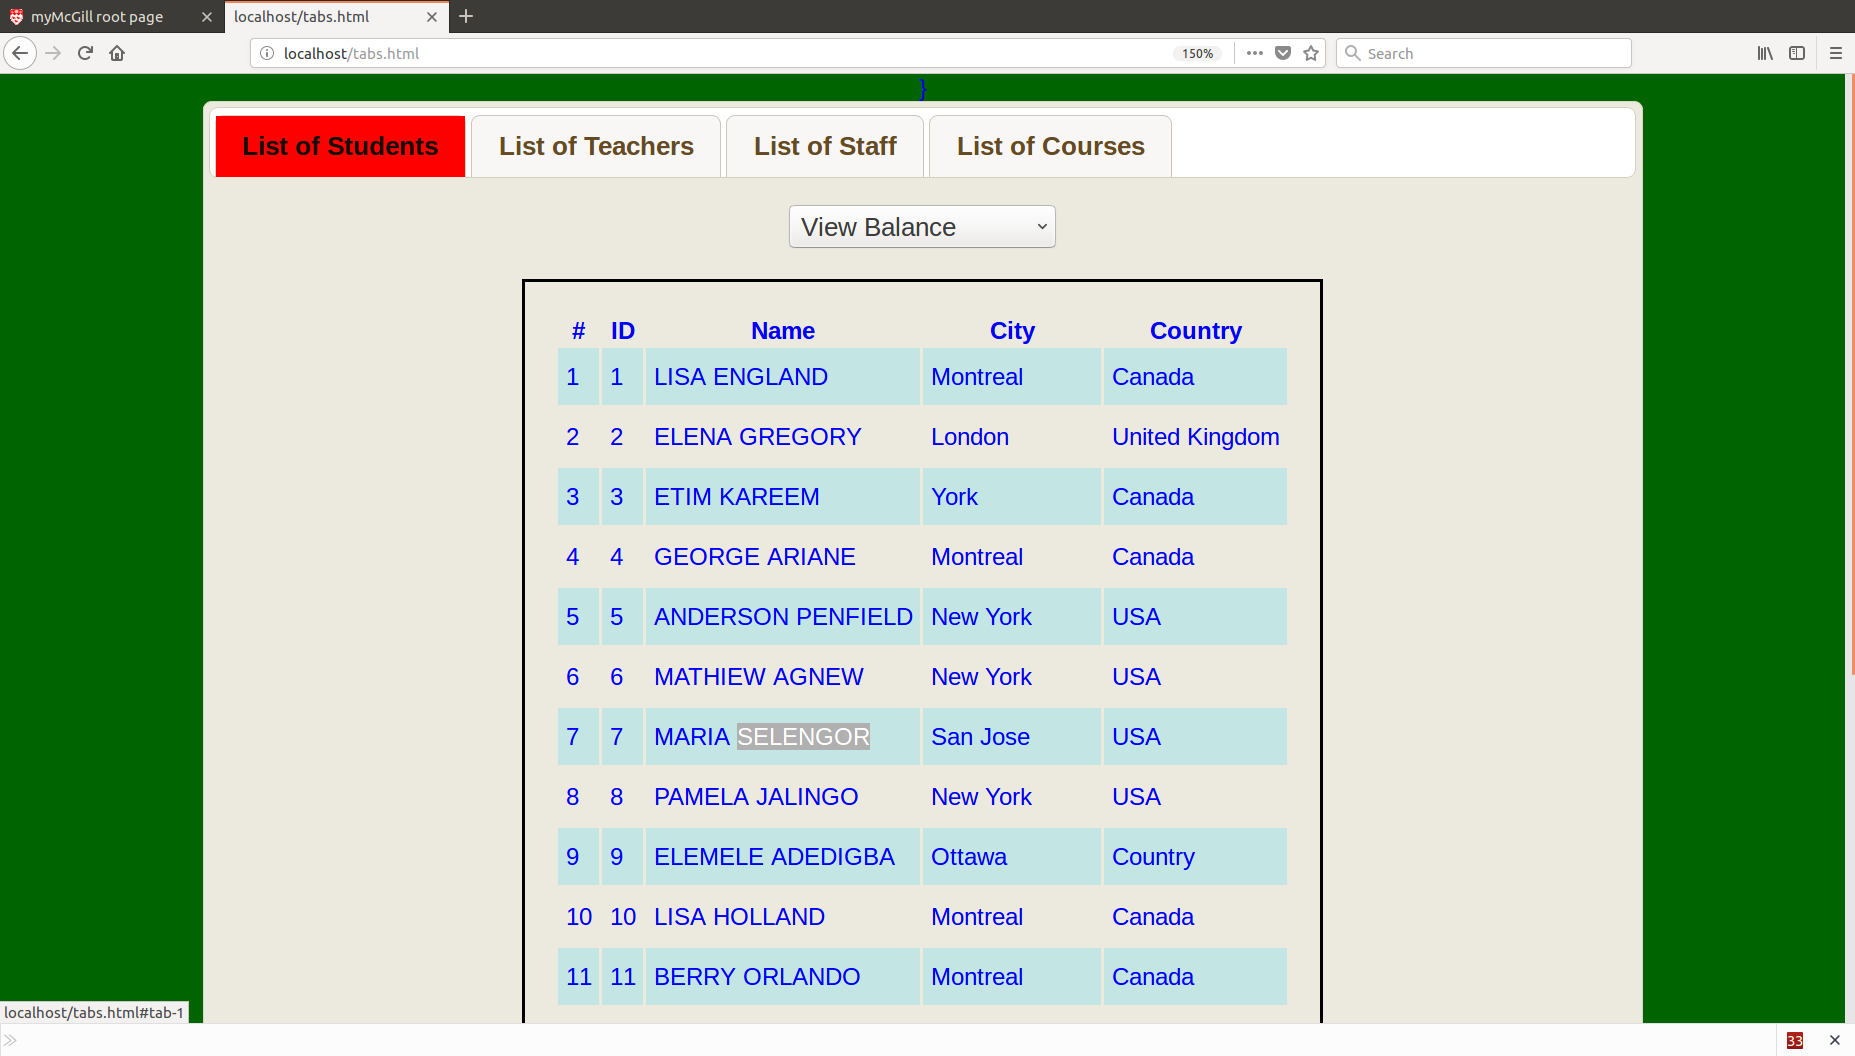 myMcGill root page
localhost/tabs.html
localhost/tabs.html
150%
Search
}
List of Students List of Teachers List of Staff List of Courses
View Balance
# ID Name City Country
1 1 LISA ENGLAND Montreal Canada
2 2 ELENA GREGORY London United Kingdom
3 3 ETIM KAREEM York Canada
4 4 GEORGE ARIANE Montreal Canada
5 5 ANDERSON PENFIELD New York USA
6 6 MATHIEW AGNEW New York USA
7 7 MARIA SELENGOR San Jose USA
8 8 PAMELA JALINGO New York USA
9 9 ELEMELE ADEDIGBA Ottawa Country
10 10 LISA HOLLAND Montreal Canada
11 11 BERRY ORLANDO Montreal Canada
localhost/tabs.html#tab-1
33